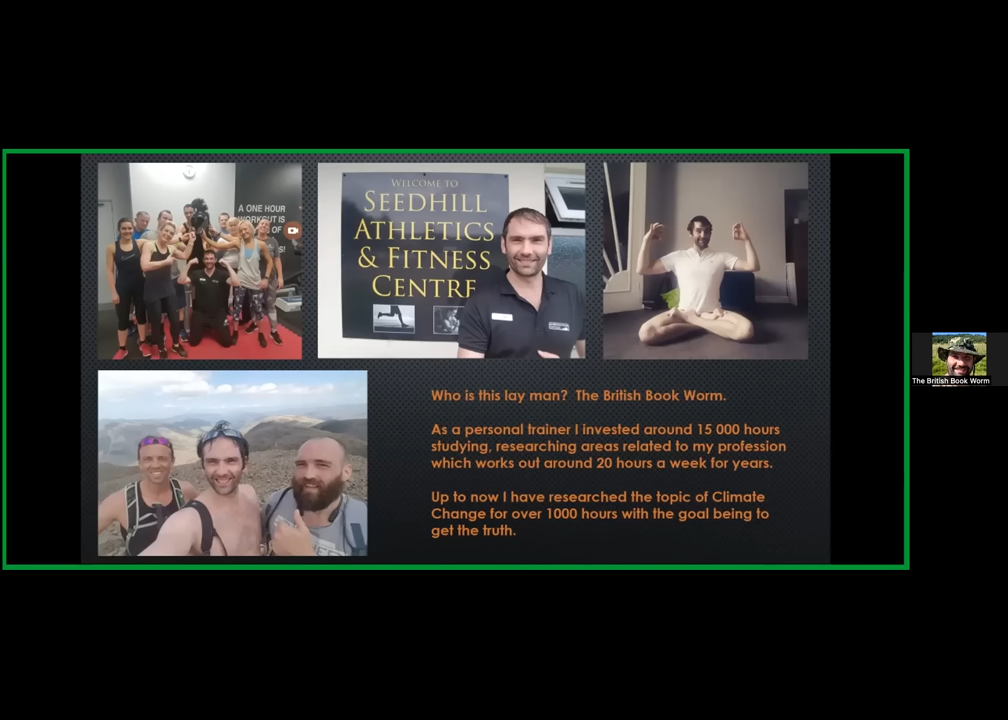 A ONE HOUR
WORKOUT IS
OF
WELCOME TO
SEEDHILL
ATHLETICS
& FITNESS
CENTRE
Who is this lay man? The British Book Worm.
As a personal trainer I invested around 15 000 hours
studying, researching areas related to my profession
which works out around 20 hours a week for years.
Up to now I have researched the topic of Climate
Change for over 1000 hours with the goal being to
get the truth.
The British Book Worm